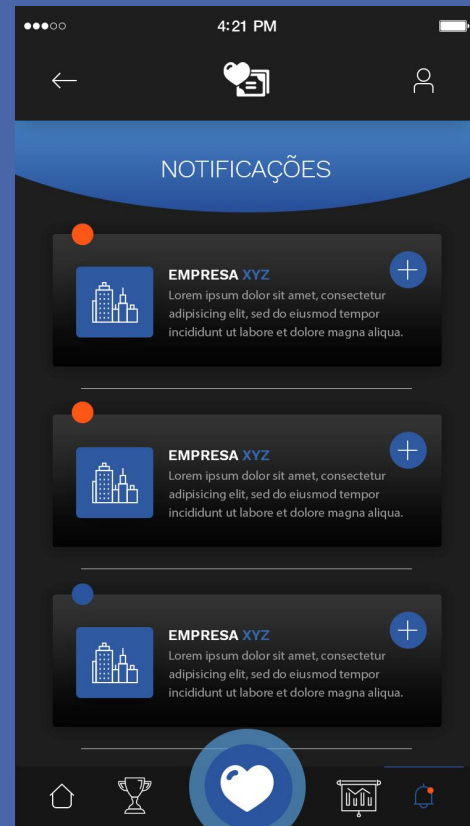 4:21 PM
NOTIFICAÇÕES
EMPRESA XYZ
Lorem ipsum dolor sit amet, consectetur
adipisicing elit, sed do eiusmod tempor
incididunt ut labore et dolore magna aliqua.
EMPRESA XYZ
Lorem ipsum dolor sit amet, consectetur
adipisicing elit, sed do eiusmod tempor
incididunt ut labore et dolore magna aliqua.
EMPRESA XYZ
Lorem ipsum dolor sit amet, consectetur
adipisicing elit, sed do eiusmod tempor
incididunt ut labore et dolore magna aliqua.